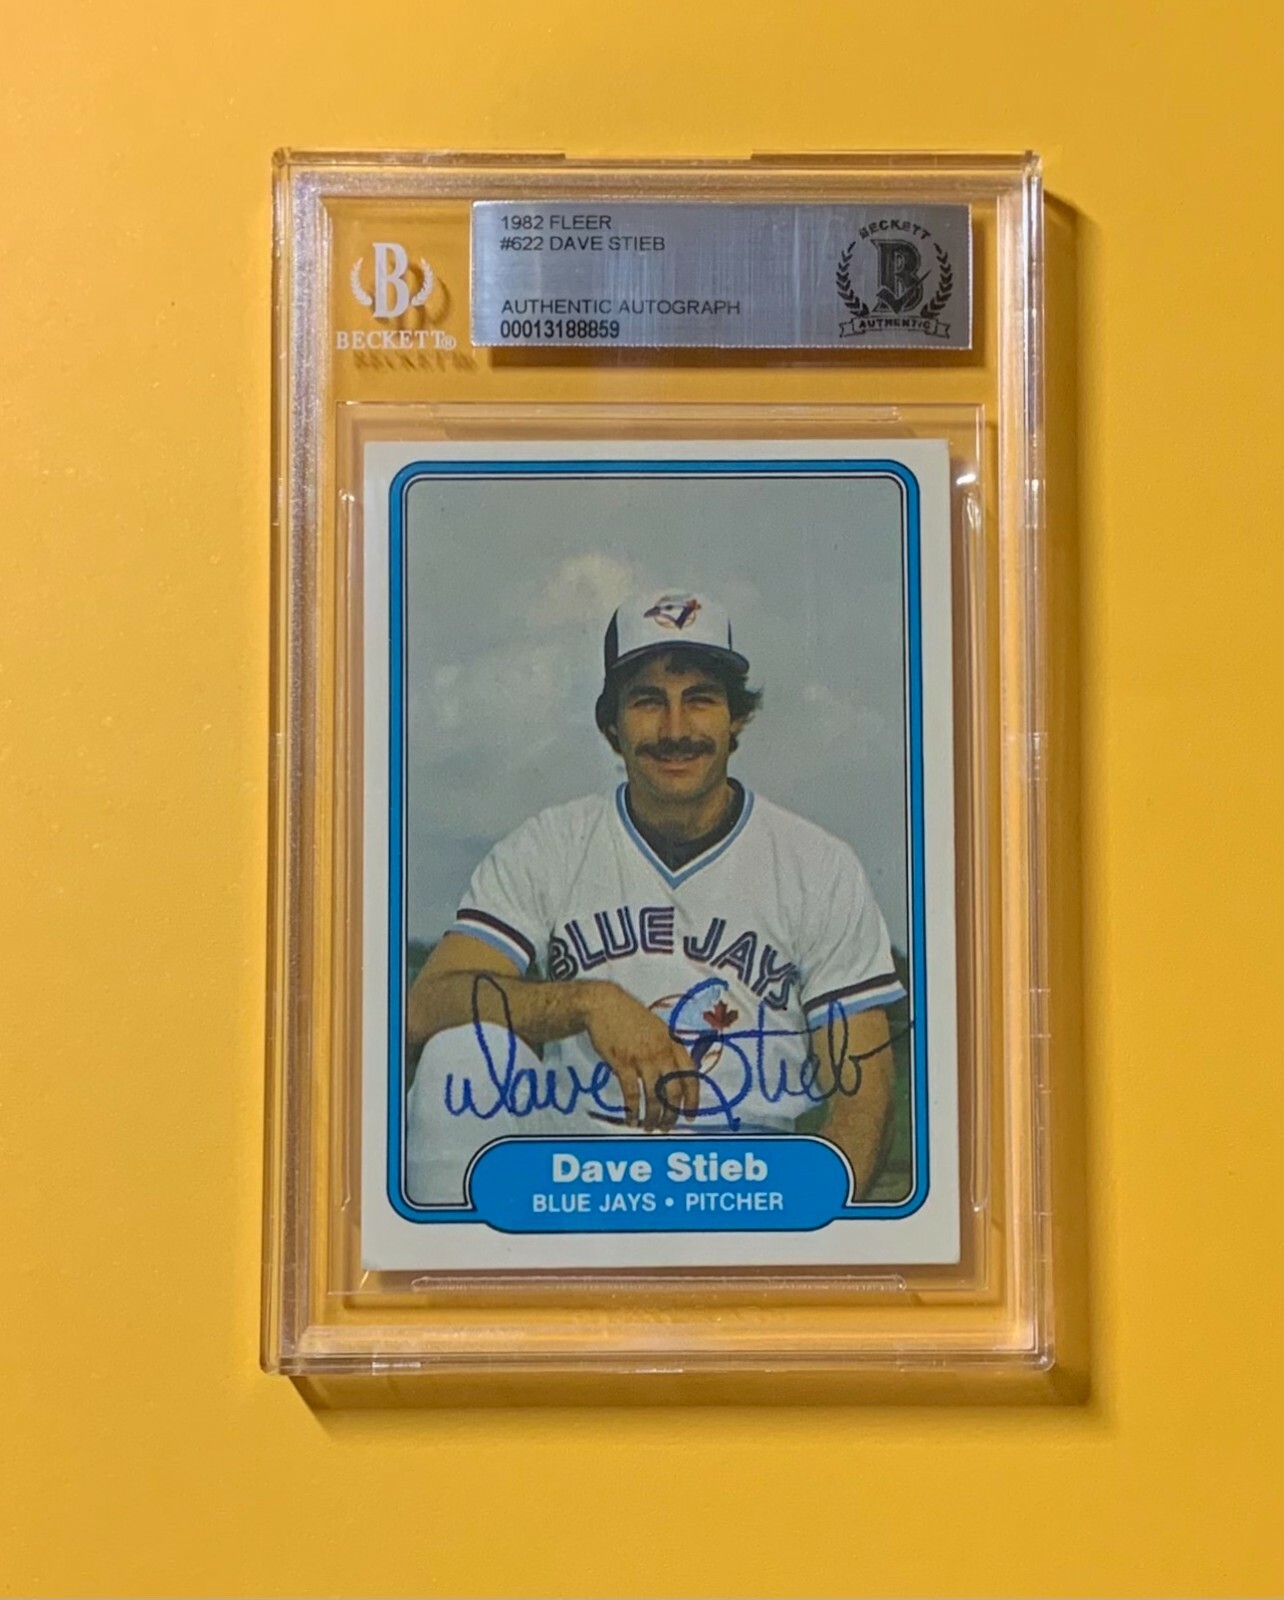 1982 FLEER
#622 DAVE STIEB
AUTHENTIC AUTOGRAPH
00013188859
BECKETT
B
AUTHENTIC
B
BECKETT®
BLUE JAYS
Dave Stieb
Dave Stieb
BLUE JAYS • PITCHER